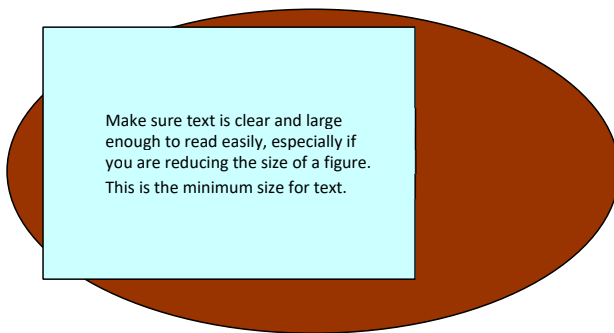 Make sure text is clear and large
enough to read easily, especially if
you are reducing the size of a figure.
This is the minimum size for text.